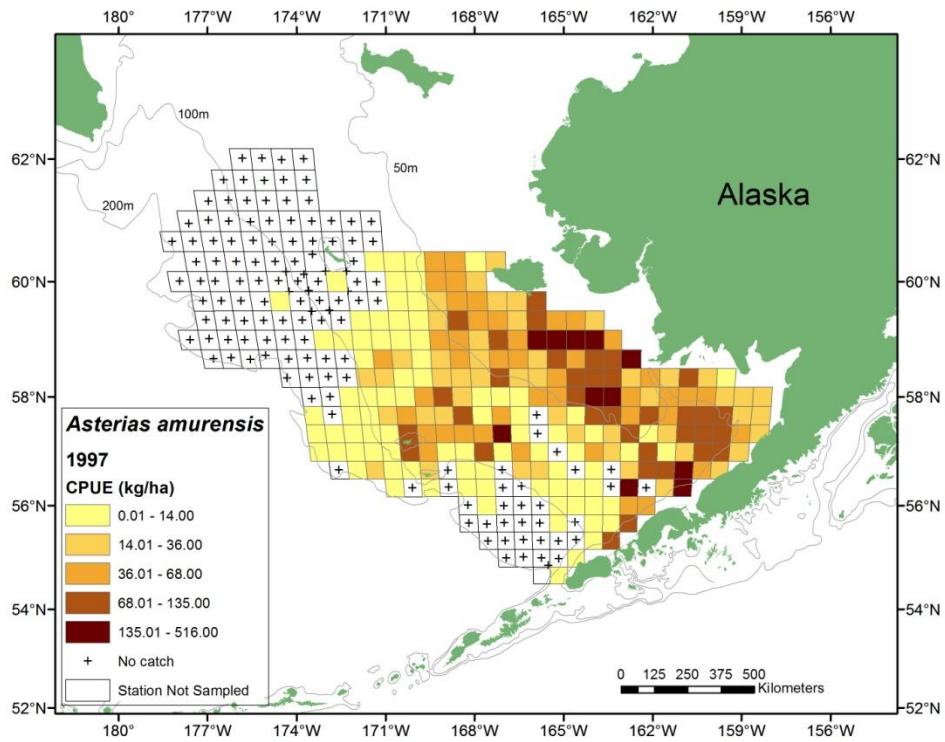 180° 177°W 174°W 171°W 168°W 165°W 162°W 159°W 156°W
100m
50m
62°N 62°N
200m
Alaska
60°N 60°N
58°N 58°N
Asterias amurensis
1997
CPUE (kg/ha)
0.01 - 14.00
14.01 - 36.00
36.01 - 68.00
68.01 - 135.00
135.01 - 516.00
+ No catch
Station Not Sampled
56°N 56°N
54°N 54°N
0 125 250 375 500
Kilometers
52°N 52°N
180° 177°W 174°W 171°W 168°W 165°W 162°W 159°W 156°W